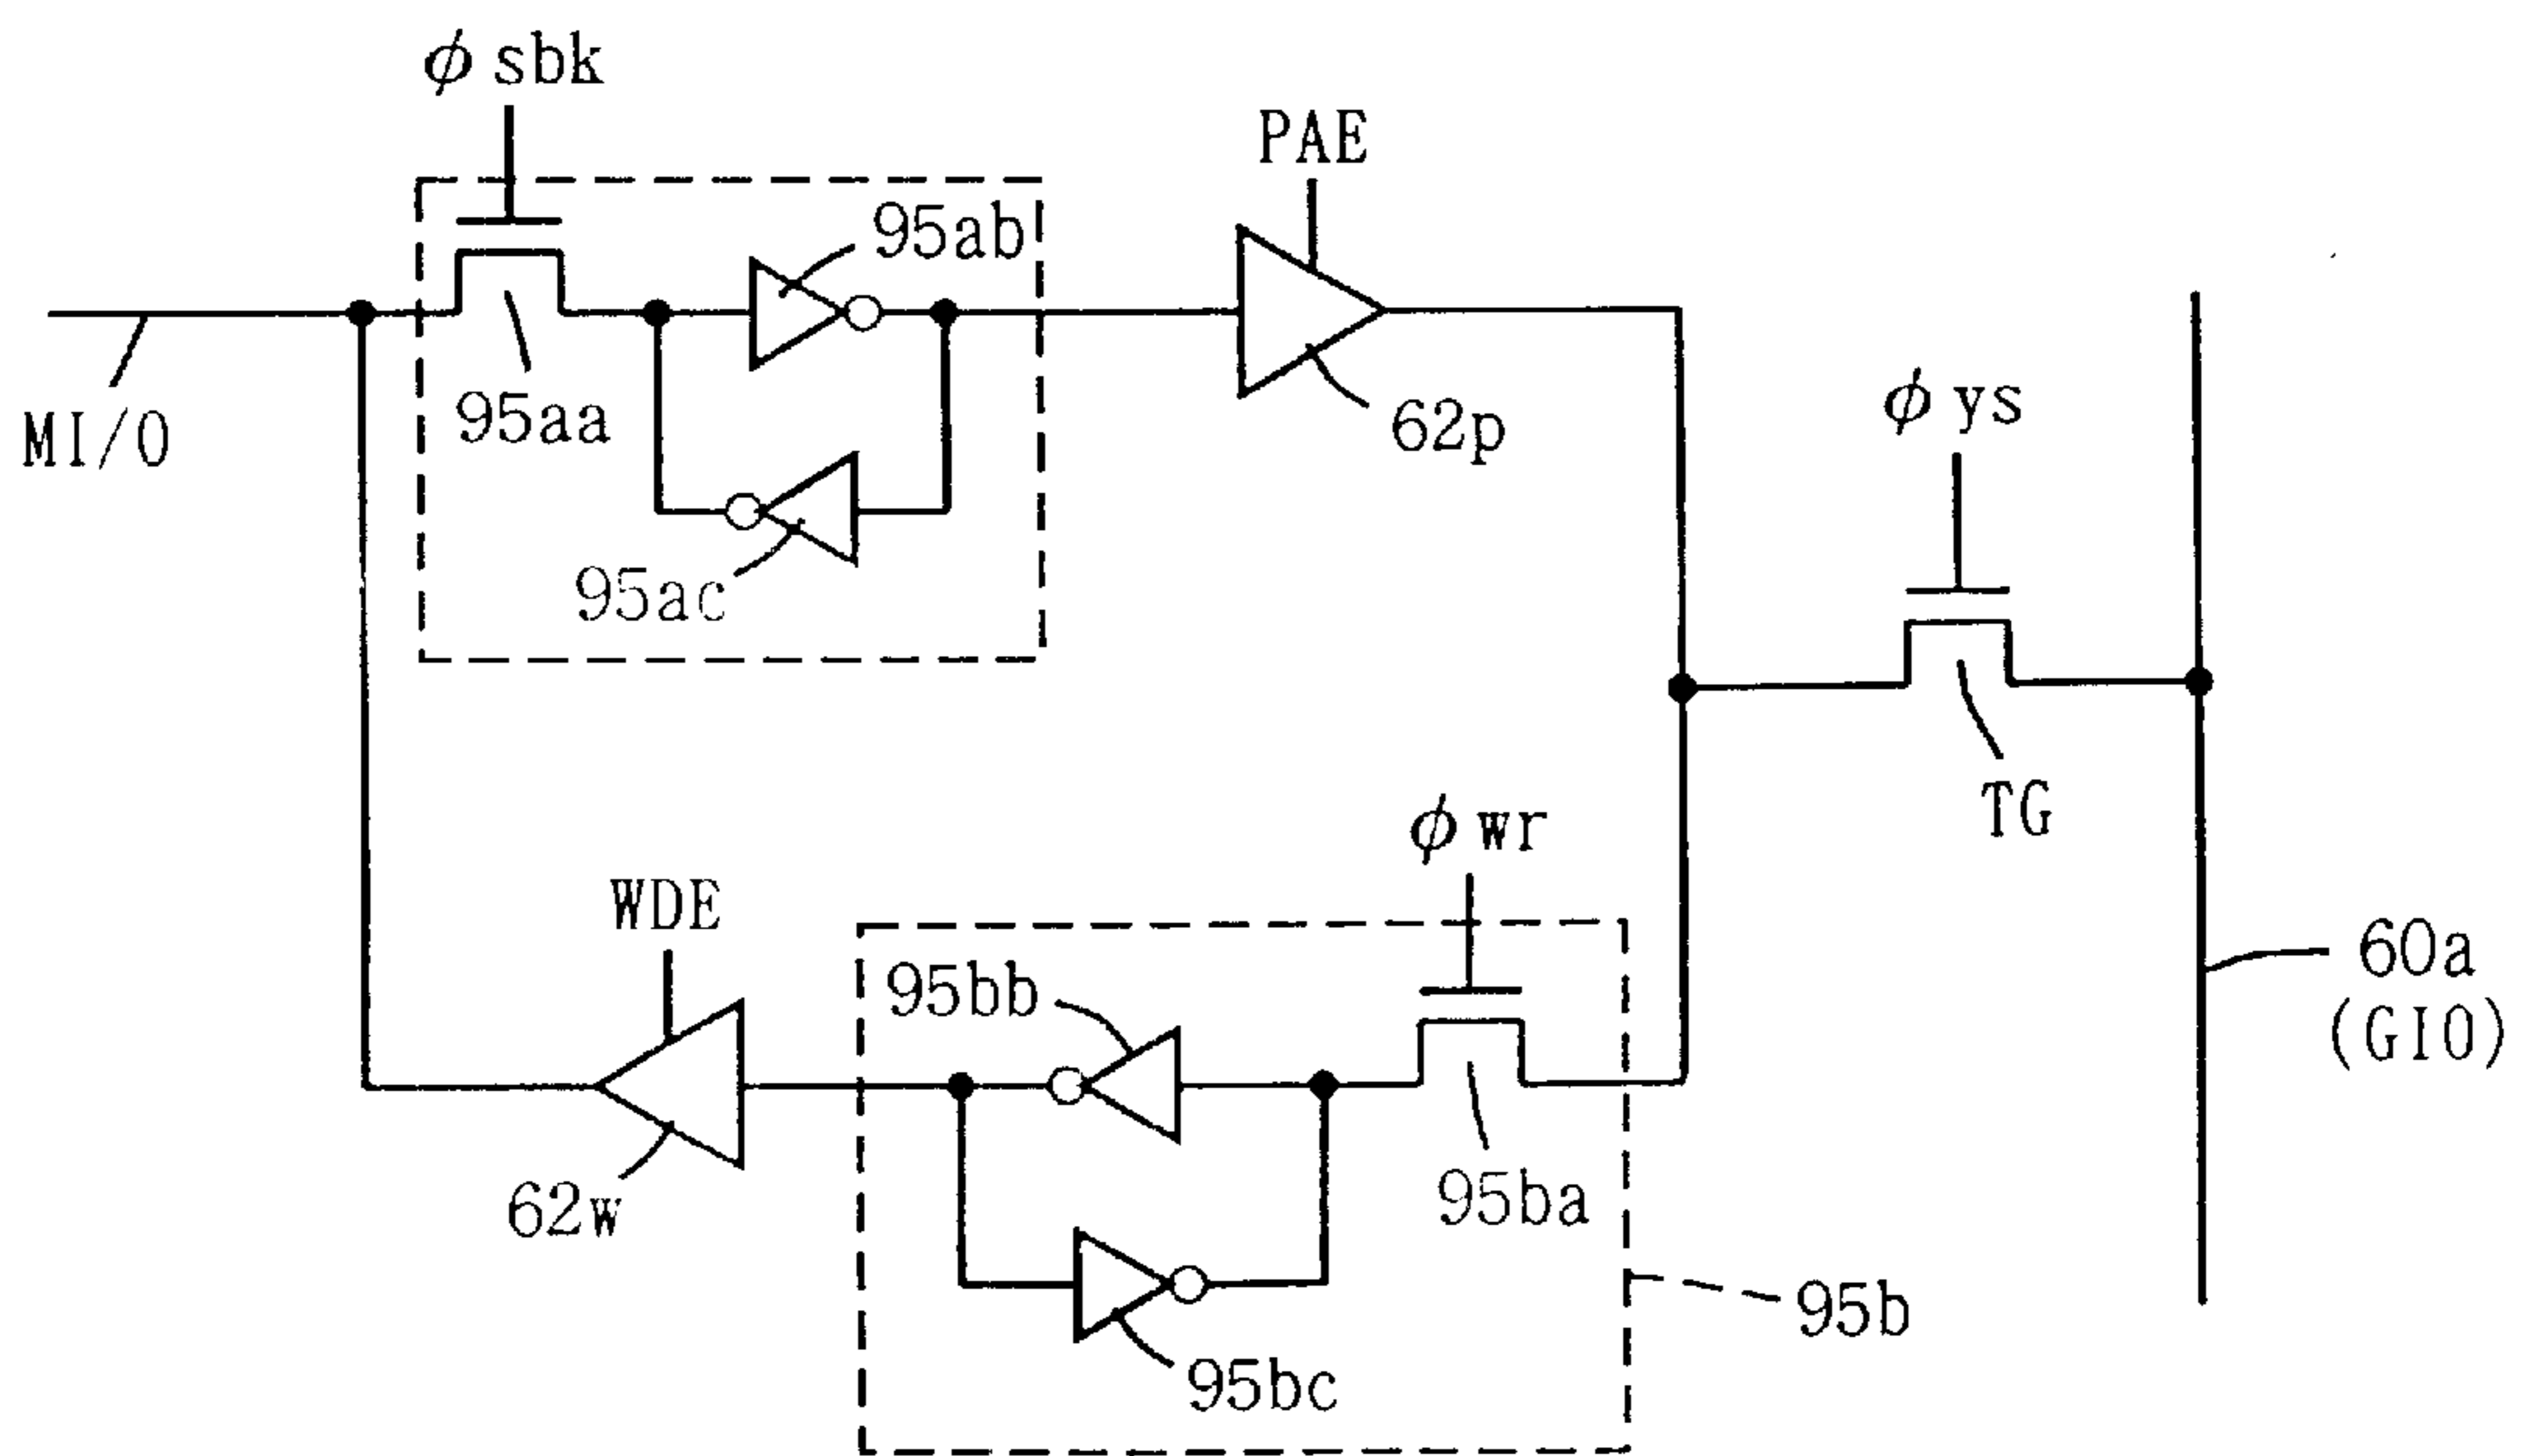 φ sbk
PAE
95ab
MI/O
95aa
62p
φ ys
95ac
TG
φ wr
WDE
95bb
60a
(GIO)
62w
95ba
95b
95bc